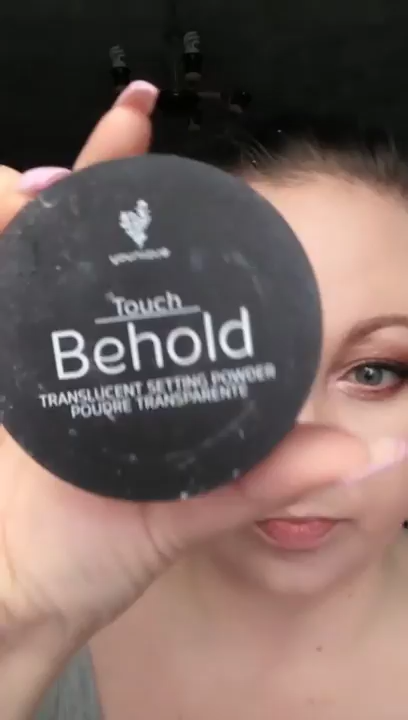 younique
Touch
Behold
TRANSLUCENT SETTING POWDER
POUDRE TRANSPARENTE